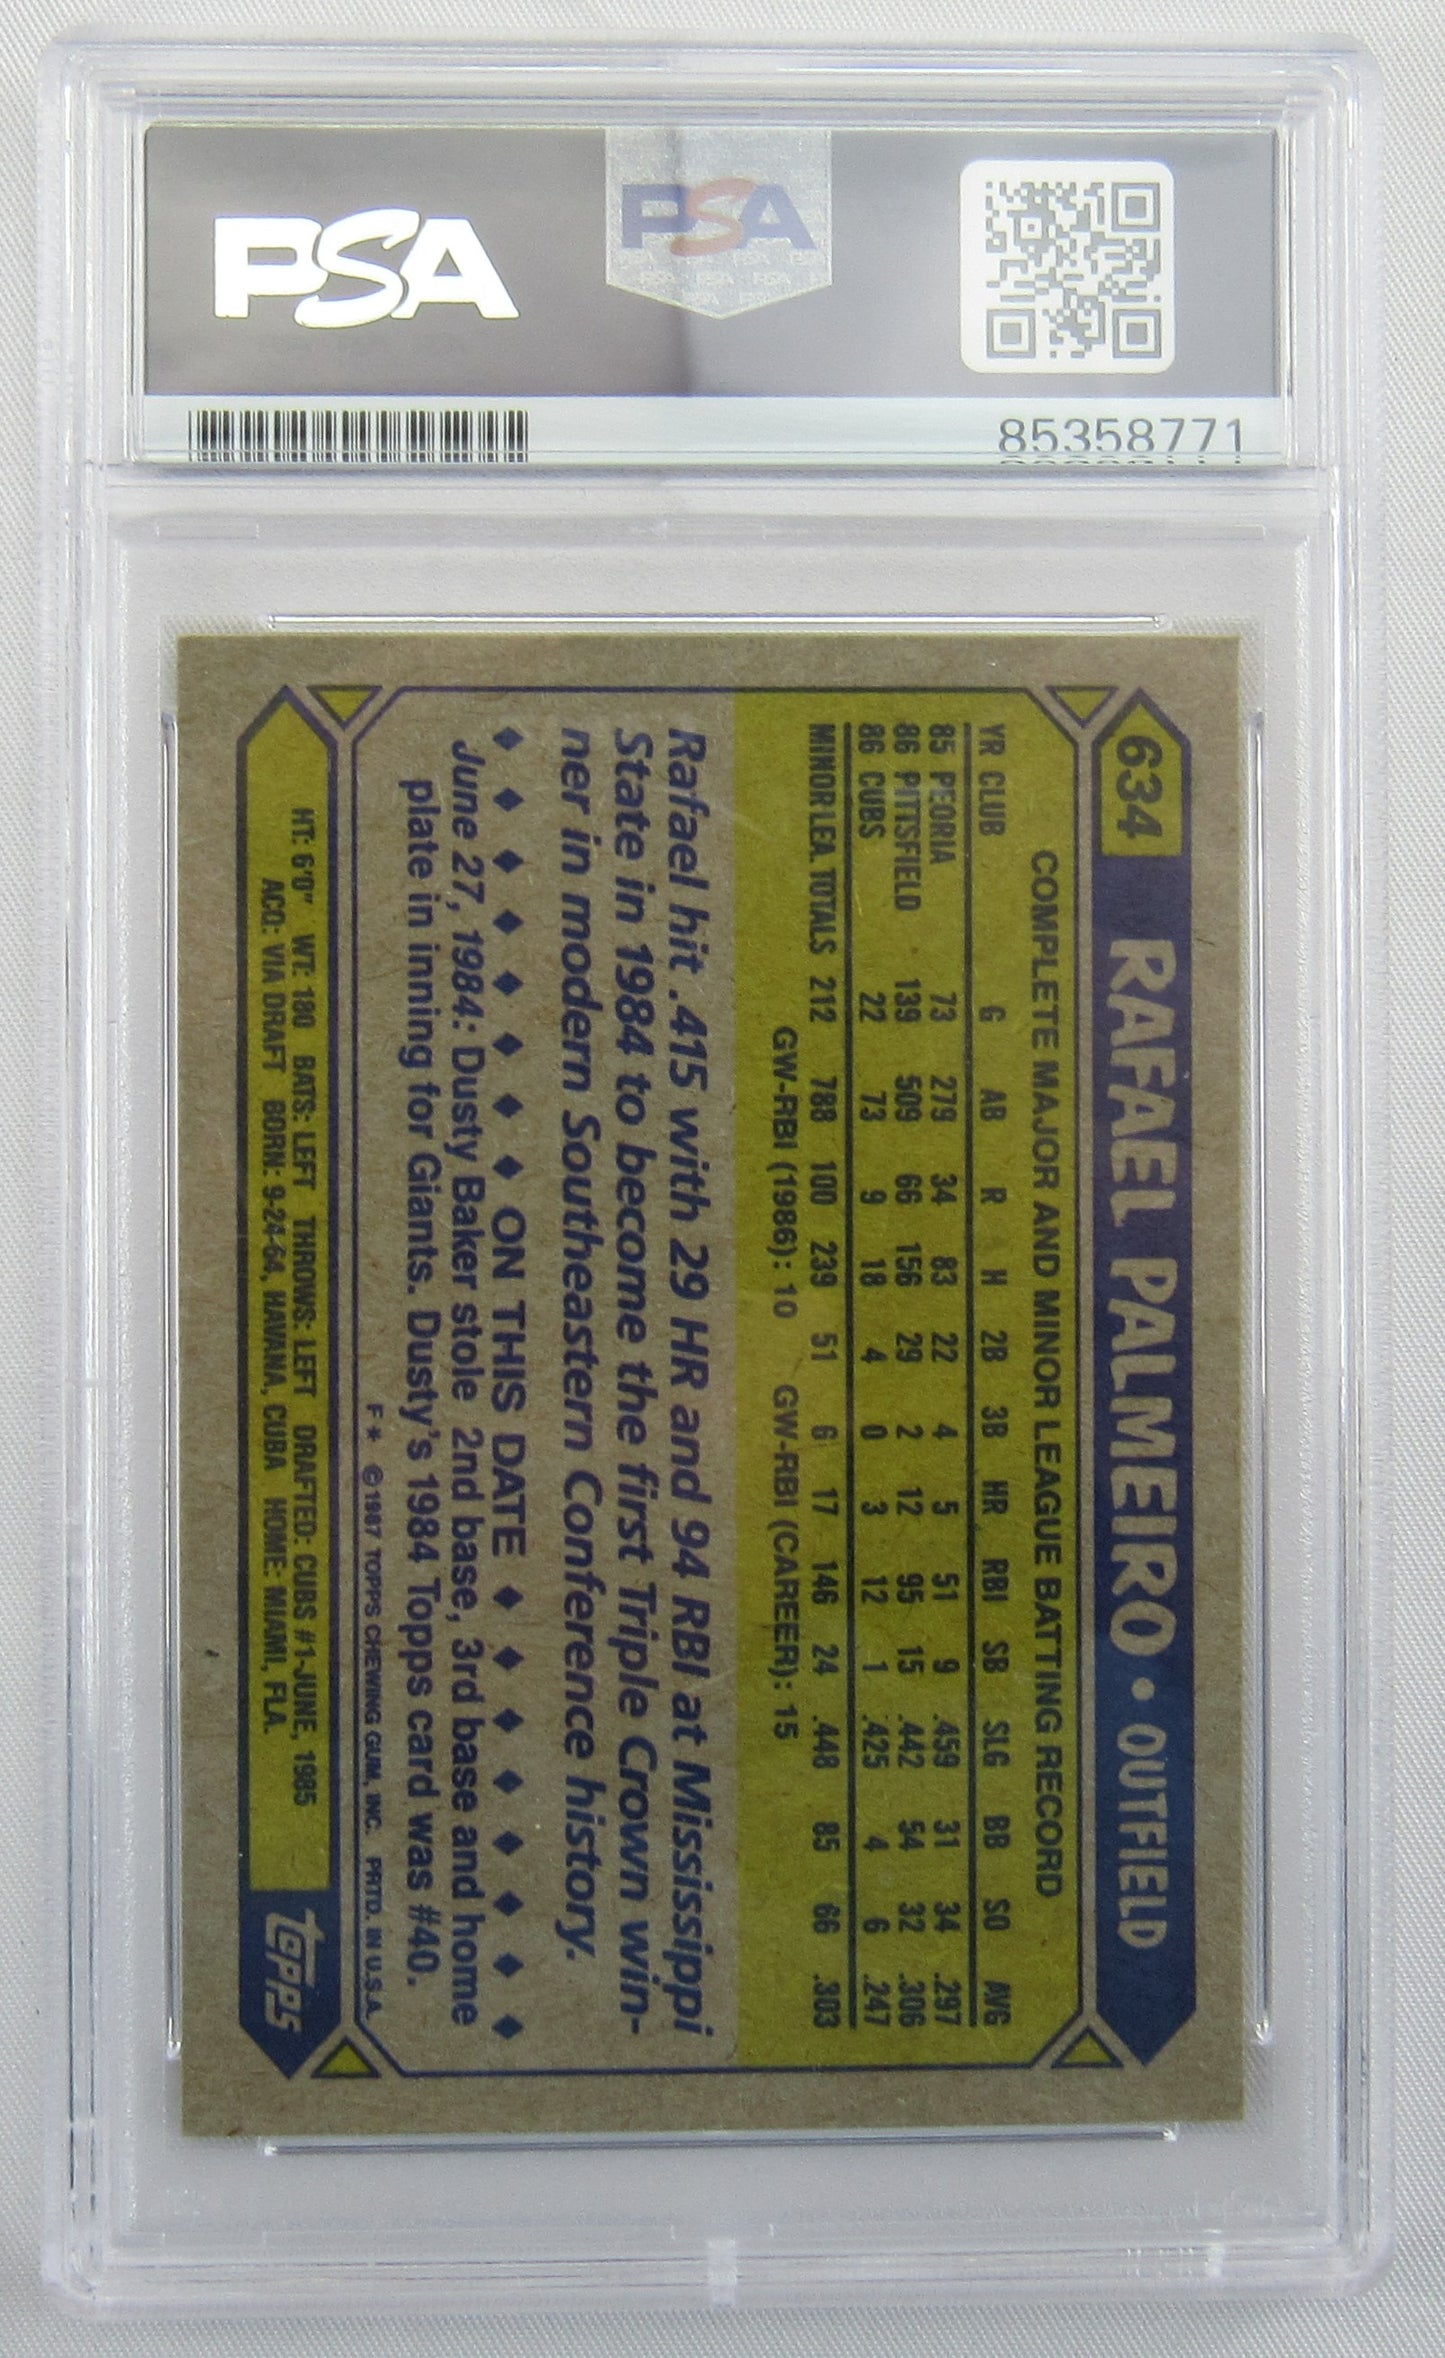 PSA
PSA
85358771
634 RAFAEL PALMEIRO • OUTFIELD
COMPLETE MAJOR AND MINOR LEAGUE BATTING RECORD
YR CLUB G AB R H 2B 3B HR RBI SB SLG BB SO AVG
85 PEORIA 73 279 34 83 22 4 5 51 9 .459 31 34 .297
86 PITTSFIELD 139 509 66 156 29 2 12 95 15 .442 54 32 .306
86 CUBS 22 73 9 18 4 0 3 12 1 .425 4 6 .247
MINOR LEA. TOTALS 212 788 100 239 51 6 17 146 24 .448 85 66 .303
GW-RBI (1986): 10 GW-RBI (CAREER): 15
Rafael hit .415 with 29 HR and 94 RBI at Mississippi
State in 1984 to become the first Triple Crown win-
ner in modern Southeastern Conference history.
◆ ◆ ◆ ◆ ◆ ◆ ◆ ◆ ON THIS DATE ◆ ◆ ◆ ◆ ◆ ◆ ◆ ◆
June 27, 1984: Dusty Baker stole 2nd base, 3rd base and home
plate in inning for Giants. Dusty's 1984 Topps card was #40.
F* ©1987 TOPPS CHEWING GUM, INC. PRTD. IN U.S.A.
HT: 6'0" WT: 180 BATS: LEFT THROWS: LEFT DRAFTED: CUBS #1-JUNE, 1985
ACQ: VIA DRAFT BORN: 9-24-64, HAVANA, CUBA HOME: MIAMI, FLA.
TOPPS